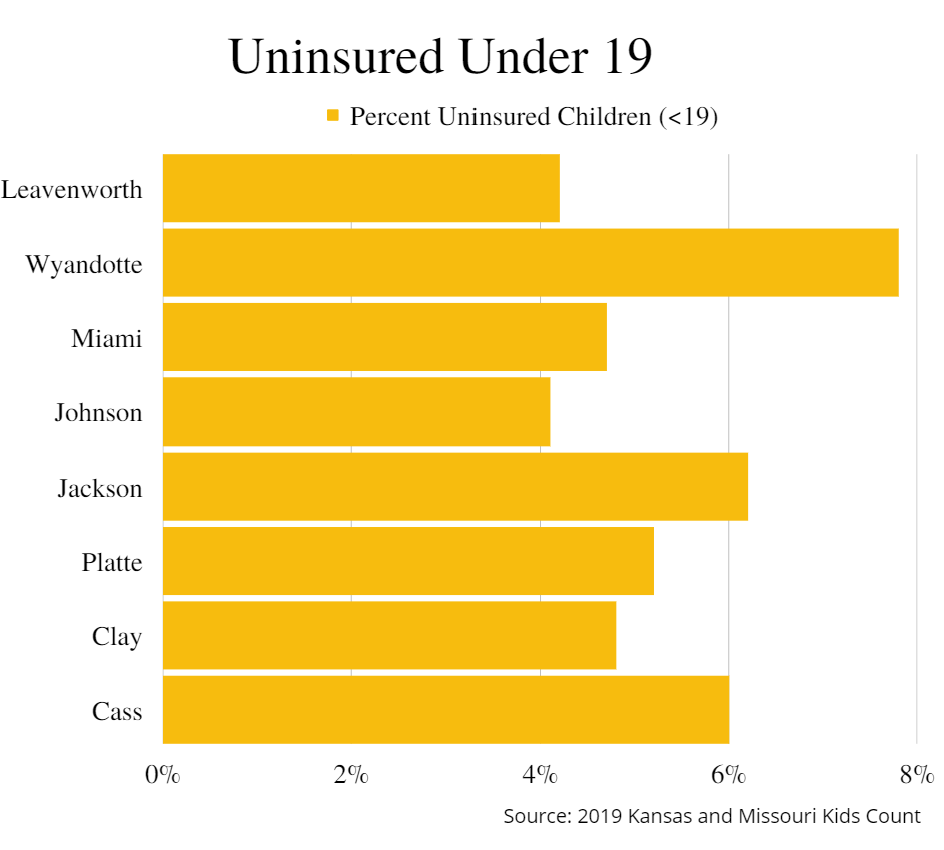 Uninsured Under 19
Percent Uninsured Children (<19)
Leavenworth
Wyandotte
Miami
Johnson
Jackson
Platte
Clay
Cass
0% 2% 4% 6% 8%
Source: 2019 Kansas and Missouri Kids Count